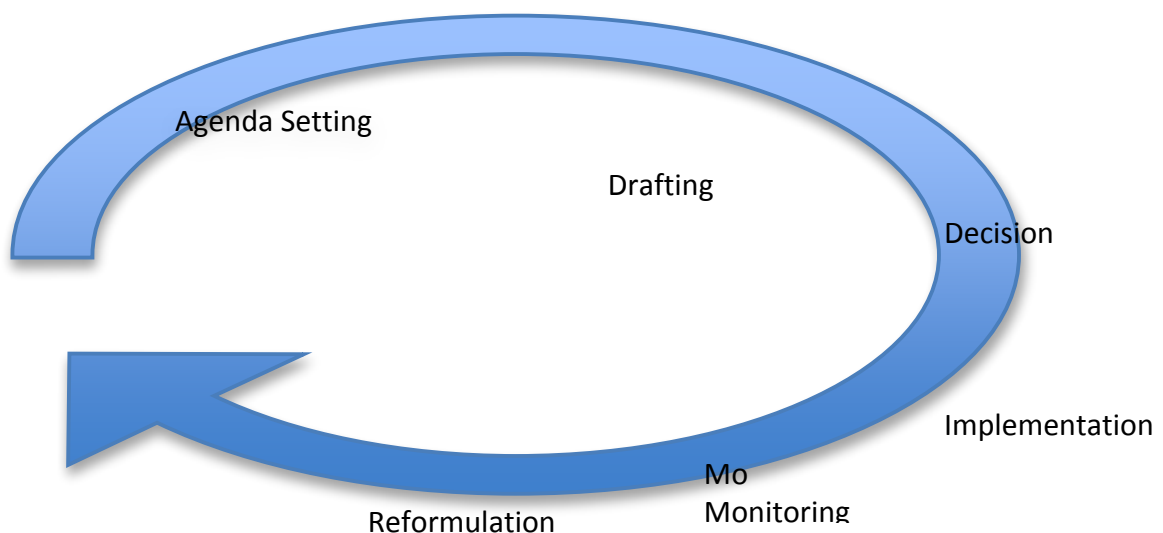 Agenda Setting
Drafting
Decision
Implementation
Mo
Monitoring
Reformulation